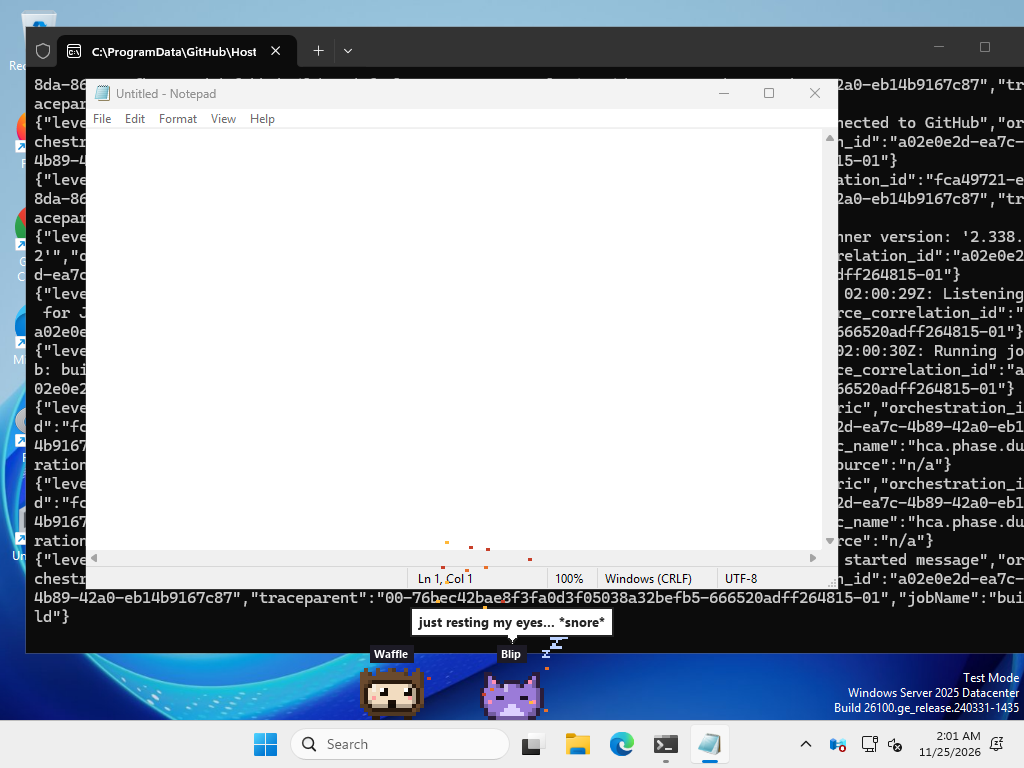 C:\ProgramData\GitHub\Host
Untitled - Notepad
File Edit Format View Help
8da-86
2a0-eb14b9167c87","tr
acepar
{"leve
nected to GitHub","or
chestr
n_id":"a02e0e2d-ea7c-
4b89-4
15-01"}
{"leve
ation_id":"fca49721-e
8da-86
2a0-eb14b9167c87","tr
acepar
{"leve
nner version: '2.338.
2'","o
relation_id":"a02e0e2
d-ea7c
dff264815-01"}
{"leve
02:00:29Z: Listening
for J
rce_correlation_id":"
a02e0e
666520adff264815-01"}
{"leve
02:00:30Z: Running jo
b: bui
ce_correlation_id":"a
02e0e2
66520adff264815-01"}
{"leve
ric","orchestration_i
d":"fc
2d-ea7c-4b89-42a0-eb1
4b9167
c_name":"hca.phase.du
ration
ource":"n/a"}
{"leve
ric","orchestration_i
d":"fc
2d-ea7c-4b89-42a0-eb1
4b9167
c_name":"hca.phase.du
ration
rce":"n/a"}
{"leve
started message","or
chestr
n_id":"a02e0e2d-ea7c-
4b89-42a0-eb14b9167c87","traceparent":"00-76bec42bae8f3fa0d3f05038a32befb5-666520adff264815-01","jobName":"bui
ld"}
Ln 1, Col 1 100% Windows (CRLF) UTF-8
just resting my eyes... *snore*
Waffle
Blip
Test Mode
Windows Server 2025 Datacenter
Build 26100.ge_release.240331-1435
Search
2:01 AM
11/25/2026